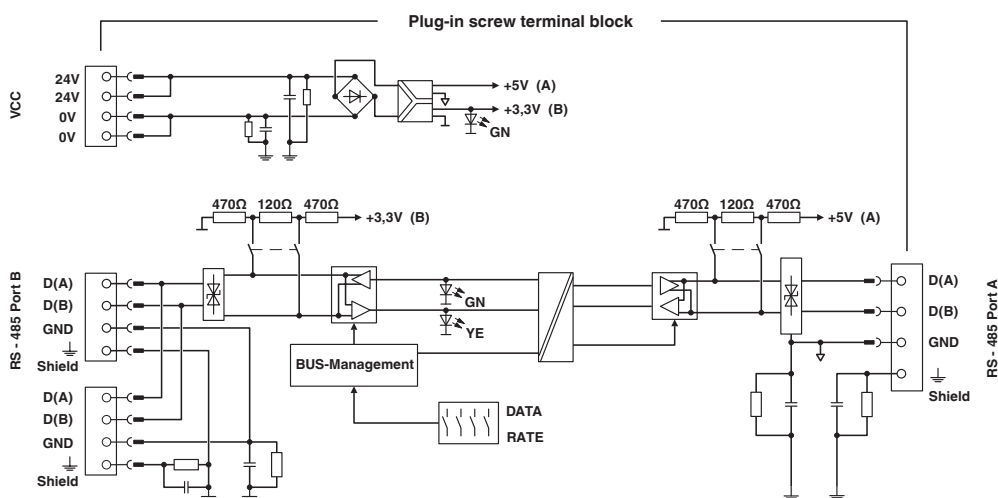 Plug-in screw terminal block
VCC
24V
24V
0V
0V
+5V (A)
+3,3V (B)
GN
470Ω 120Ω 470Ω
+3,3V (B)
470Ω 120Ω 470Ω
+5V (A)
RS - 485 Port B
D(A)
D(B)
GND
Shield
D(A)
D(B)
GND
Shield
GN
YE
BUS-Management
DATA
RATE
D(A)
D(B)
GND
Shield
RS - 485 Port A